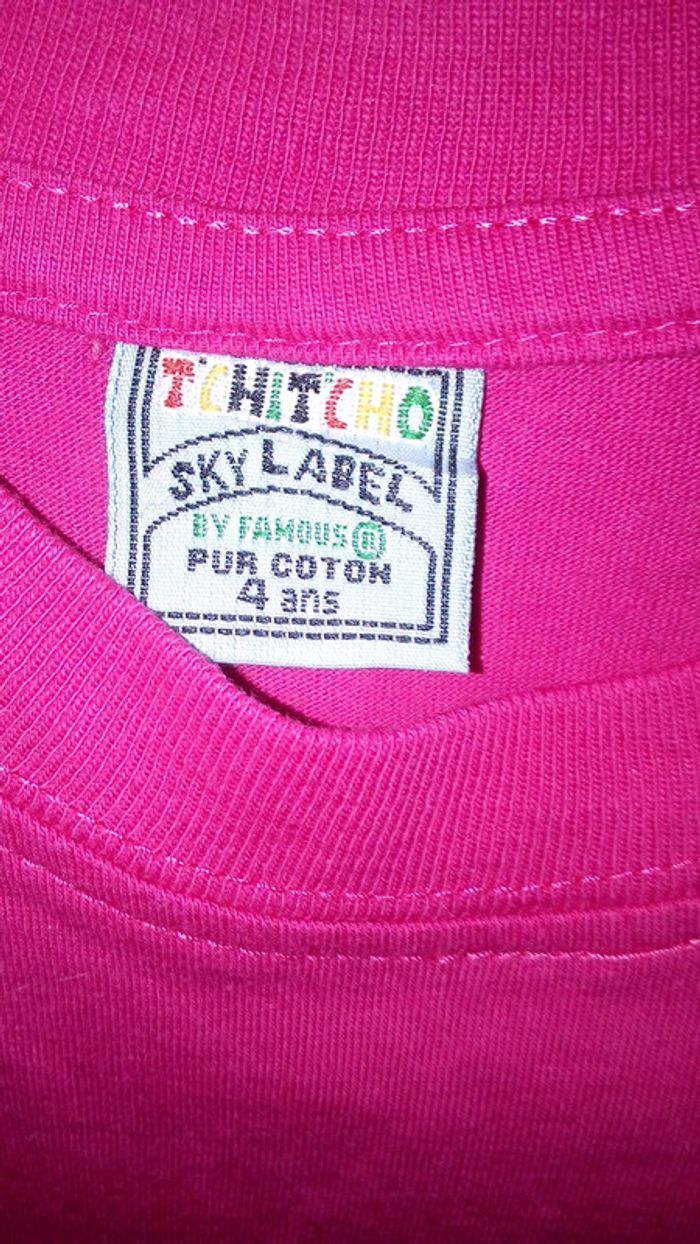 T'CHIT'CHO
SKY LABEL
BY FAMOUS ®
PUR COTON
4 ans